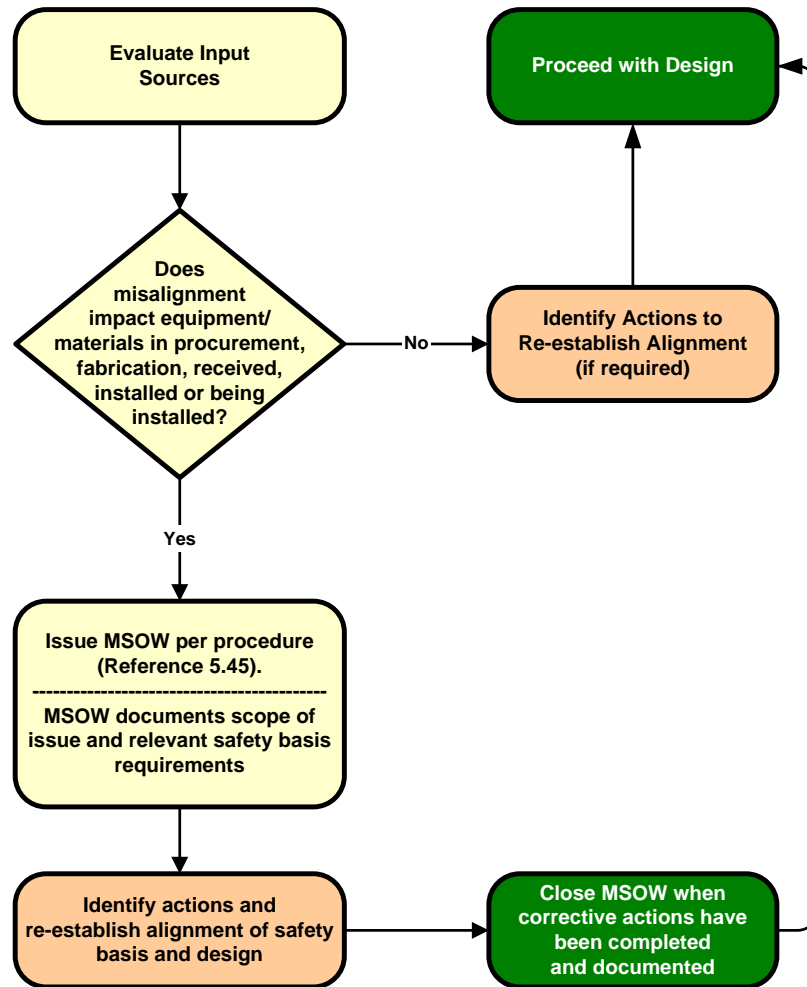 Evaluate Input
Sources
Proceed with Design
Does
misalignment
impact equipment/
materials in procurement,
fabrication, received,
installed or being
installed?
No
Identify Actions to
Re-establish Alignment
(if required)
Yes
Issue MSOW per procedure
(Reference 5.45).
-------------------------------------------
MSOW documents scope of
issue and relevant safety basis
requirements
Identify actions and
re-establish alignment of safety
basis and design
Close MSOW when
corrective actions have
been completed
and documented